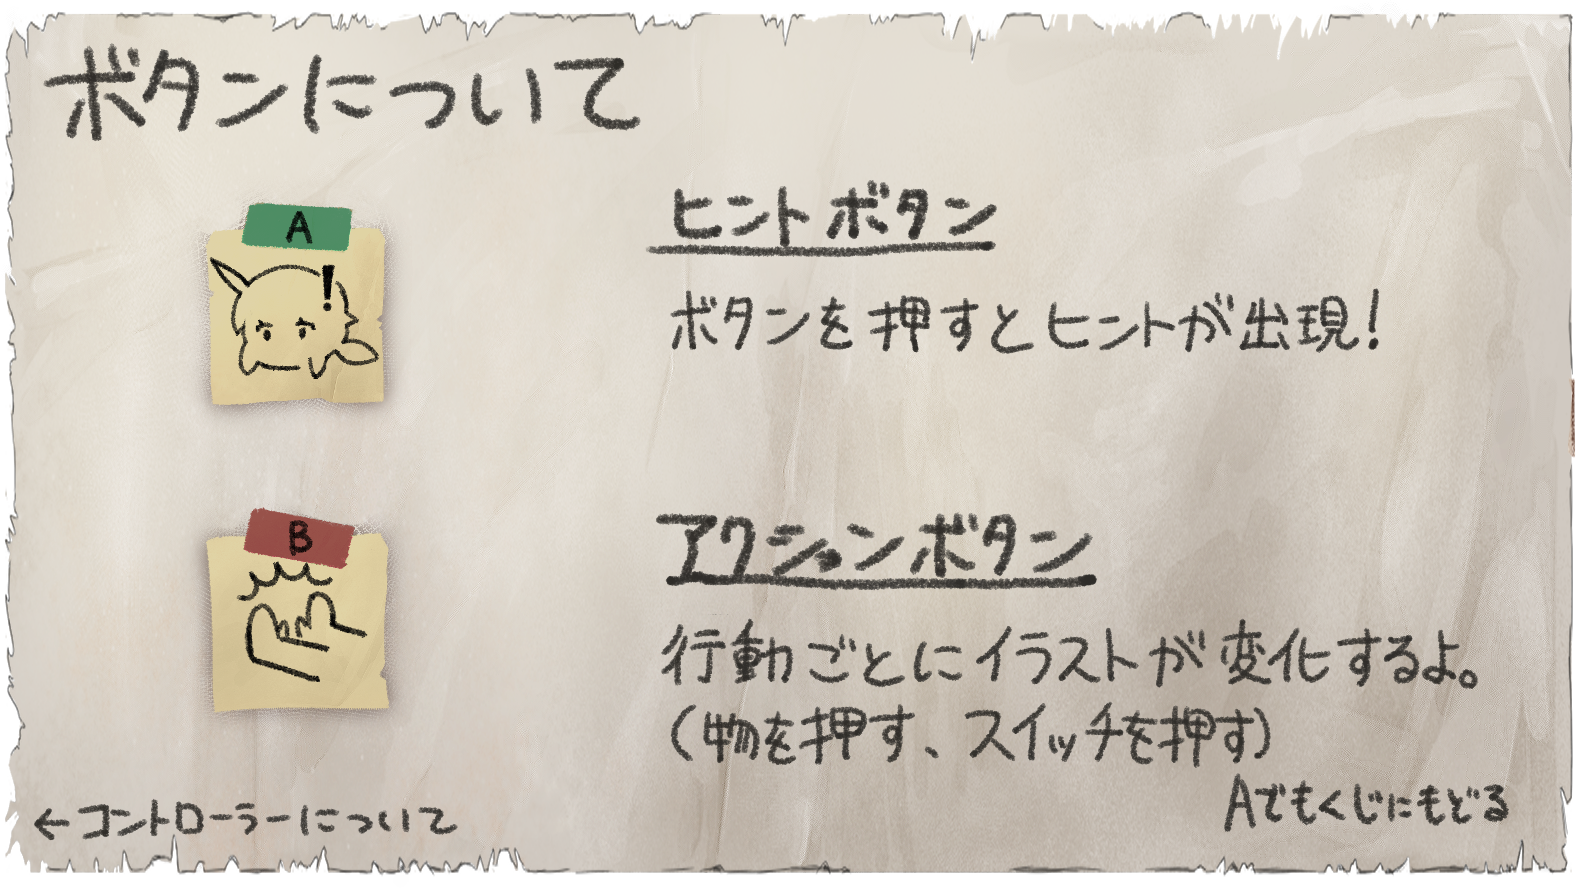 ボタンについて
A
!
ヒントボタン
ボタンを押すとヒントが出現!
B
アクションボタン
行動ごとにイラストが変化するよ。
(物を押す、スイッチを押す)
Aでもくじにもどる
←コントローラーについて